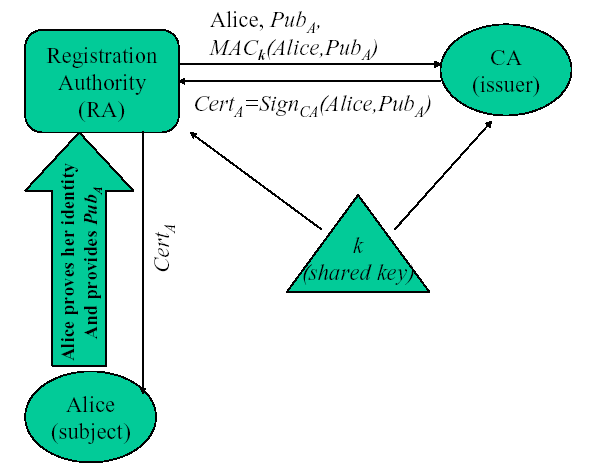 Alice, Pub_A,
MAC_k(Alice,Pub_A)
Registration
Authority
(RA)
CA
(issuer)
Cert_A=Sign_CA(Alice,Pub_A)
Alice proves her identity
And provides Pub_A
Cert_A
k
(shared key)
Alice
(subject)